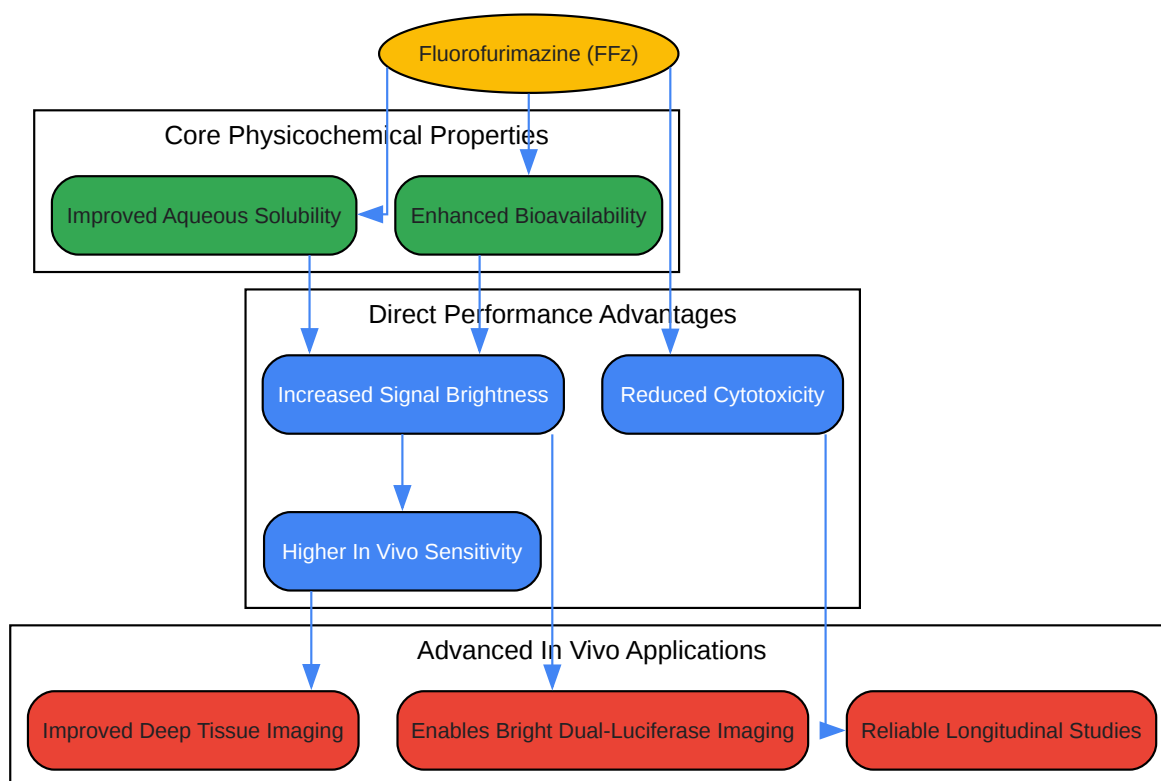 Fluorofurimazine (FFz)
Core Physicochemical Properties
Improved Aqueous Solubility
Enhanced Bioavailability
Direct Performance Advantages
Increased Signal Brightness
Reduced Cytotoxicity
Higher In Vivo Sensitivity
Advanced In Vivo Applications
Improved Deep Tissue Imaging
Enables Bright Dual-Luciferase Imaging
Reliable Longitudinal Studies